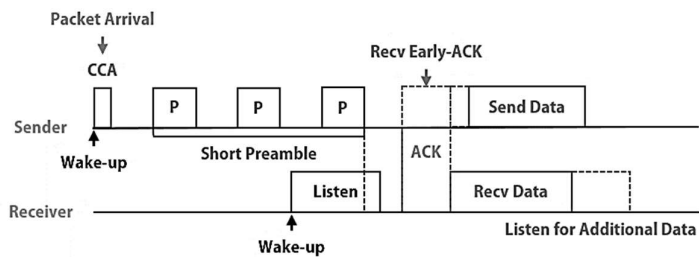 Packet Arrival
CCA
Recv Early-ACK
P
P
P
Send Data
Sender
Wake-up
Short Preamble
ACK
Listen
Recv Data
Receiver
Wake-up
Listen for Additional Data